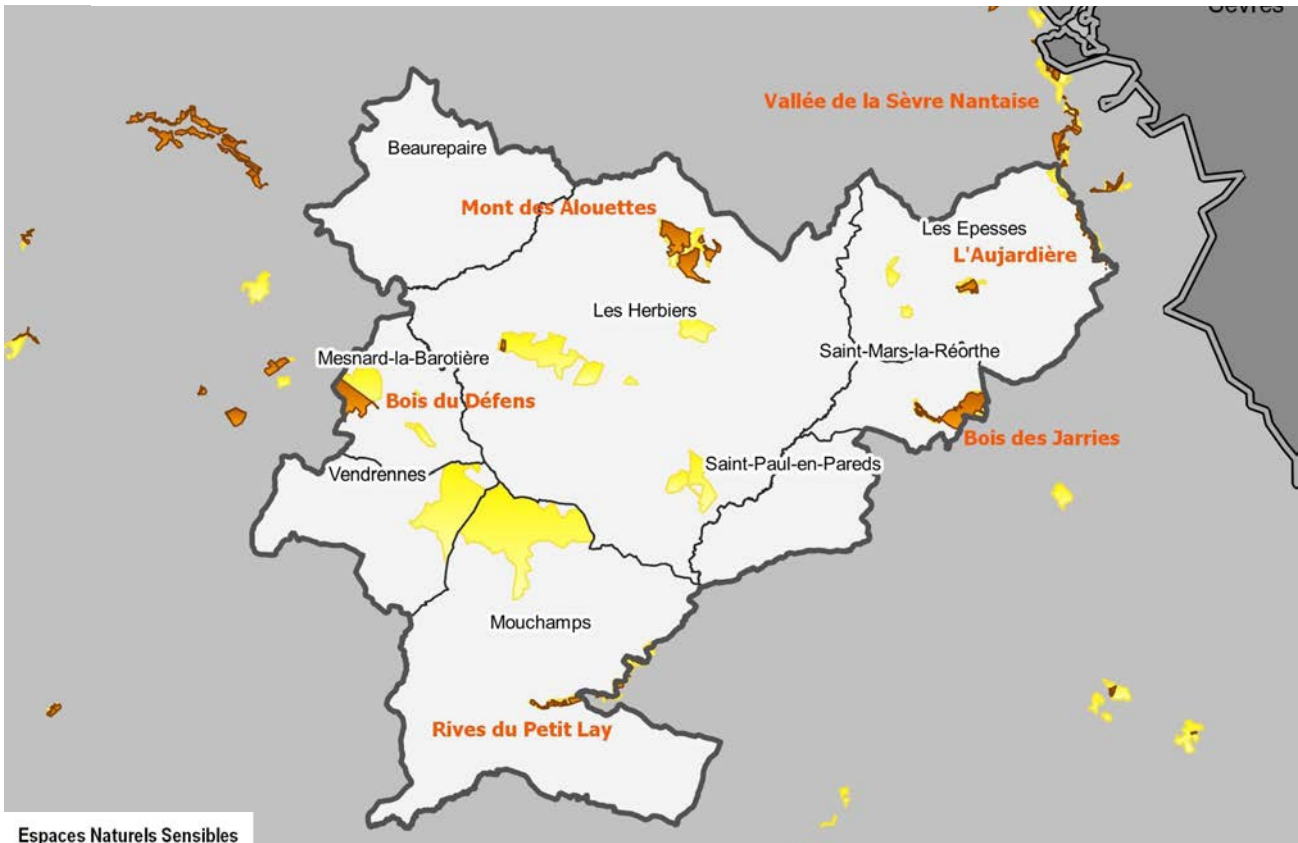 Sèvres
Vallée de la Sèvre Nantaise
Beaurepaire
Mont des Alouettes
Les Epesses
L'Aujardière
Les Herbiers
Mesnard-la-Barotière
Saint-Mars-la-Réorthe
Bois du Défens
Bois des Jarries
Saint-Paul-en-Pareds
Vendrennes
Mouchamps
Rives du Petit Lay
Espaces Naturels Sensibles